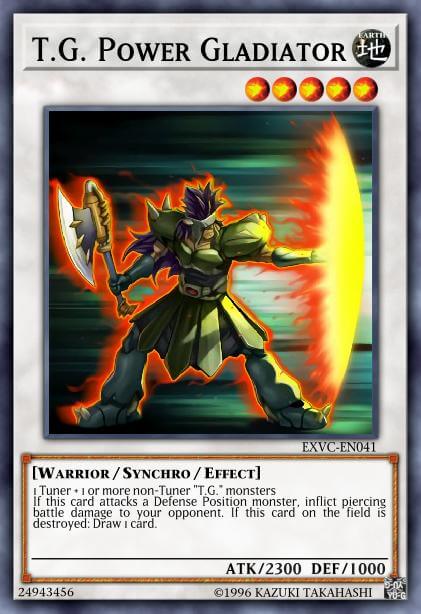 T.G. Power Gladiator
EARTH
地
EXVC-EN041
[Warrior / Synchro / Effect]
1 Tuner + 1 or more non-Tuner "T.G." monsters
If this card attacks a Defense Position monster, inflict piercing
battle damage to your opponent. If this card on the field is
destroyed: Draw 1 card.
ATK/2300 DEF/1000
24943456
©1996 KAZUKI TAKAHASHI